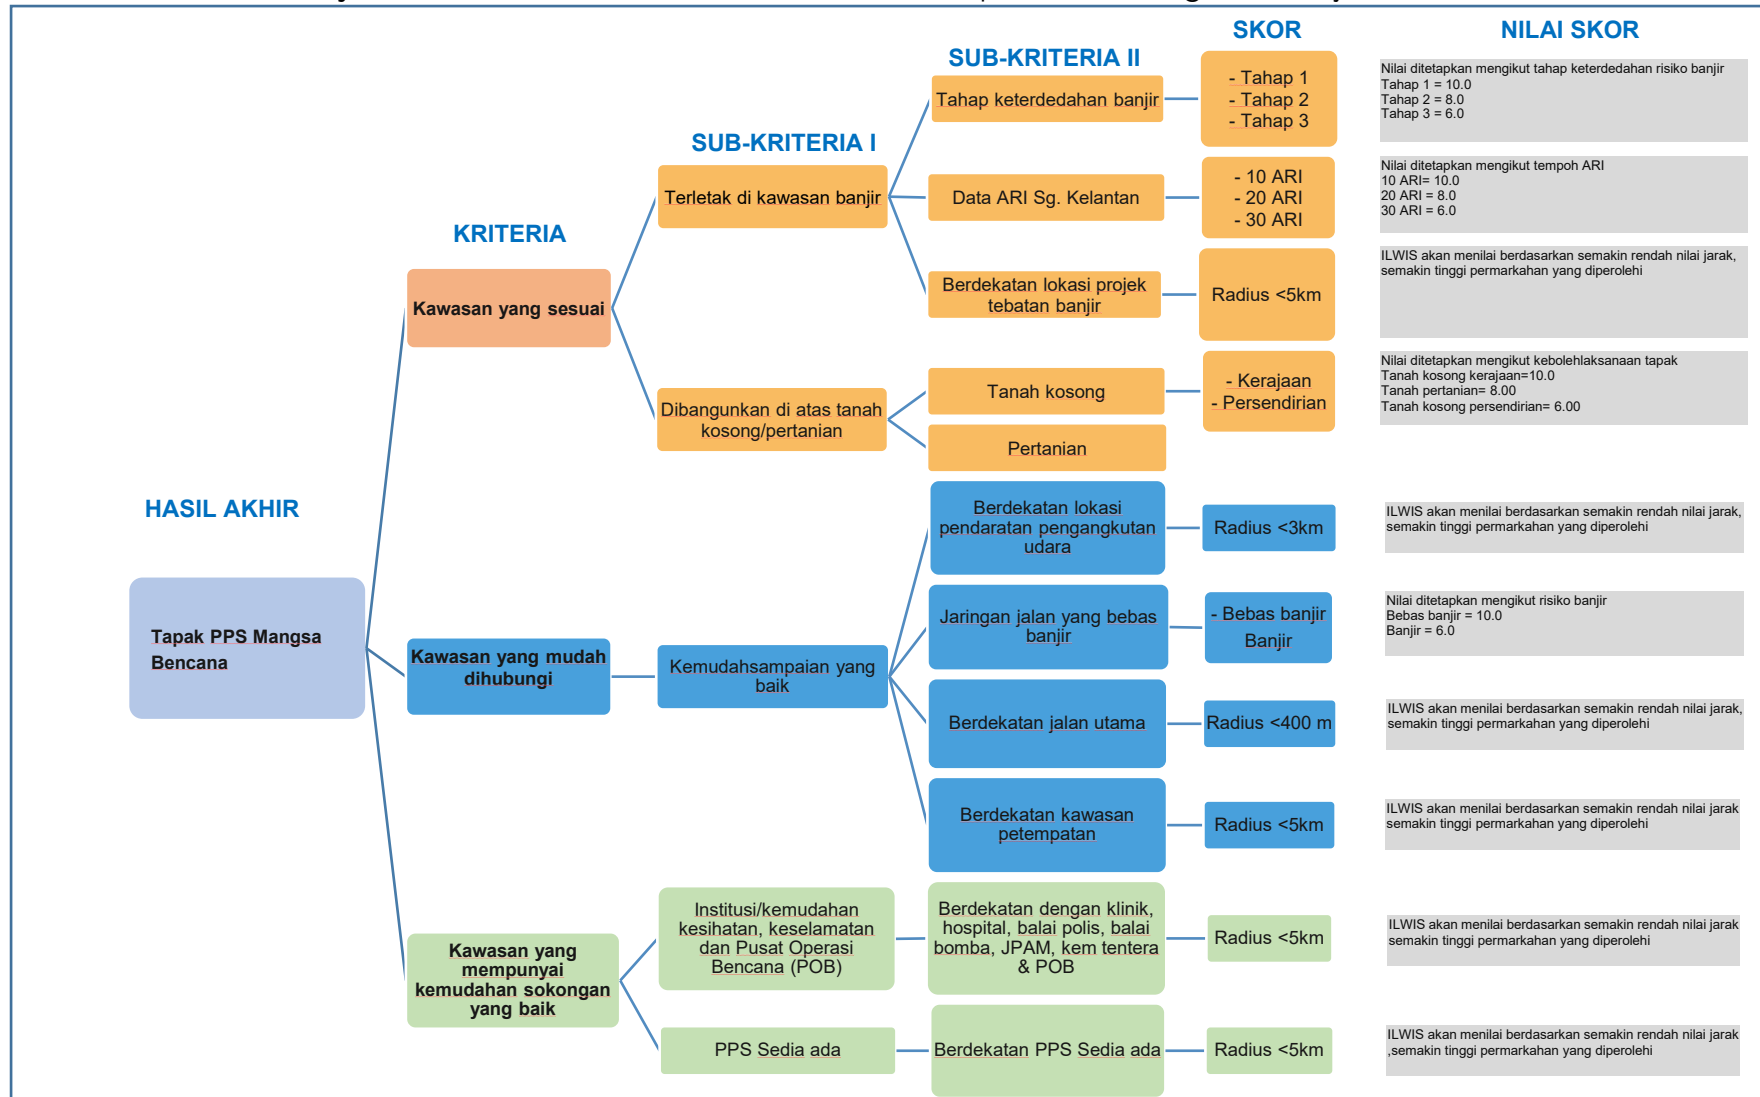 SKOR
NILAI SKOR
SUB-KRITERIA II
SUB-KRITERIA I
KRITERIA
HASIL AKHIR
Tapak PPS Mangsa
Bencana
Kawasan yang sesuai
Terletak di kawasan banjir
Tahap keterdedahan banjir
- Tahap 1
- Tahap 2
- Tahap 3
Nilai ditetapkan mengikut tahap keterdedahan risiko banjir
Tahap 1 = 10.0
Tahap 2 = 8.0
Tahap 3 = 6.0
Data ARI Sg. Kelantan
- 10 ARI
- 20 ARI
- 30 ARI
Nilai ditetapkan mengikut tempoh ARI
10 ARI= 10.0
20 ARI = 8.0
30 ARI = 6.0
Berdekatan lokasi projek
tebatan banjir
Radius <5km
ILWIS akan menilai berdasarkan semakin rendah nilai jarak,
semakin tinggi permarkahan yang diperolehi
Dibangunkan di atas tanah
kosong/pertanian
Tanah kosong
- Kerajaan
- Persendirian
Nilai ditetapkan mengikut kebolehlaksanaan tapak
Tanah kosong kerajaan=10.0
Tanah pertanian= 8.00
Tanah kosong persendirian= 6.00
Pertanian
Kawasan yang mudah
dihubungi
Kemudahsampaian yang
baik
Berdekatan lokasi
pendaratan pengangkutan
udara
Radius <3km
ILWIS akan menilai berdasarkan semakin rendah nilai jarak,
semakin tinggi permarkahan yang diperolehi
Jaringan jalan yang bebas
banjir
- Bebas banjir
Banjir
Nilai ditetapkan mengikut risiko banjir
Bebas banjir = 10.0
Banjir = 6.0
Berdekatan jalan utama
Radius <400 m
ILWIS akan menilai berdasarkan semakin rendah nilai jarak,
semakin tinggi permarkahan yang diperolehi
Berdekatan kawasan
petempatan
Radius <5km
ILWIS akan menilai berdasarkan semakin rendah nilai jarak
semakin tinggi permarkahan yang diperolehi
Kawasan yang
mempunyai
kemudahan sokongan
yang baik
Institusi/kemudahan
kesihatan, keselamatan
dan Pusat Operasi
Bencana (POB)
Berdekatan dengan klinik,
hospital, balai polis, balai
bomba, JPAM, kem tentera
& POB
Radius <5km
ILWIS akan menilai berdasarkan semakin rendah nilai jarak
semakin tinggi permarkahan yang diperolehi
PPS Sedia ada
Berdekatan PPS Sedia ada
Radius <5km
ILWIS akan menilai berdasarkan semakin rendah nilai jarak
,semakin tinggi permarkahan yang diperolehi